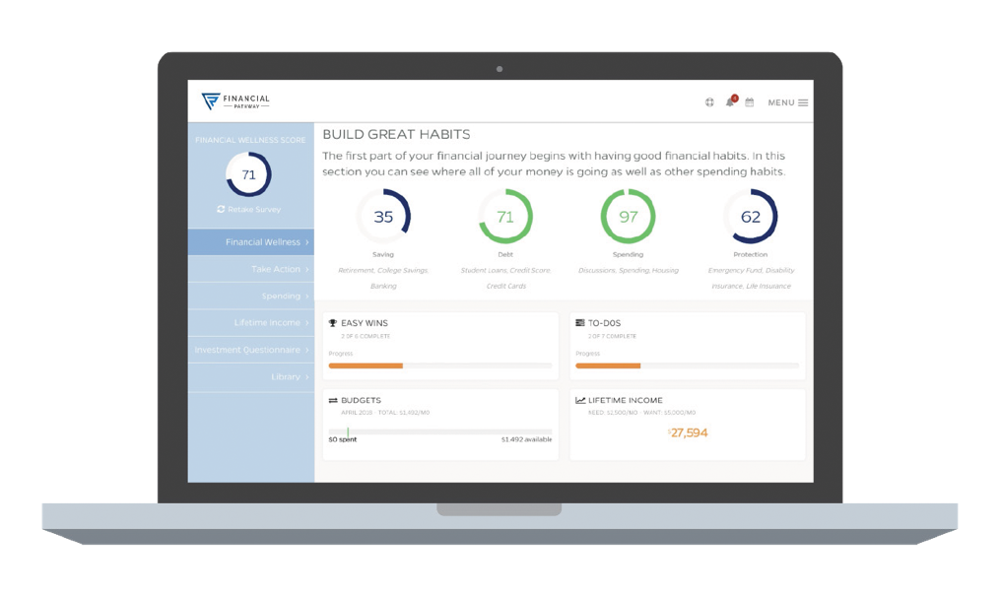 FINANCIAL
PATHWAY
MENU
FINANCIAL WELLNESS SCORE
71
Retake Survey
Financial Wellness
Take Action
Spending
Lifetime Income
Investment Questionnaire
Library
BUILD GREAT HABITS
The first part of your financial journey begins with having good financial habits. In this
section you can see where all of your money is going as well as other spending habits.
35
71
97
62
Saving
Debt
Spending
Protection
Retirement, College Savings,
Banking
Student Loans, Credit Score,
Credit Cards
Discussions, Spending, Housing
Emergency Fund, Disability
Insurance, Life Insurance
EASY WINS
2 OF 6 COMPLETE
Progress
TO-DOS
2 OF 7 COMPLETE
Progress
BUDGETS
APRIL 2019 - TOTAL: $1,492/MO
$0 spent
$1,492 available
LIFETIME INCOME
NEED: $2,500/MO - WANT: $5,000/MO
$27,594